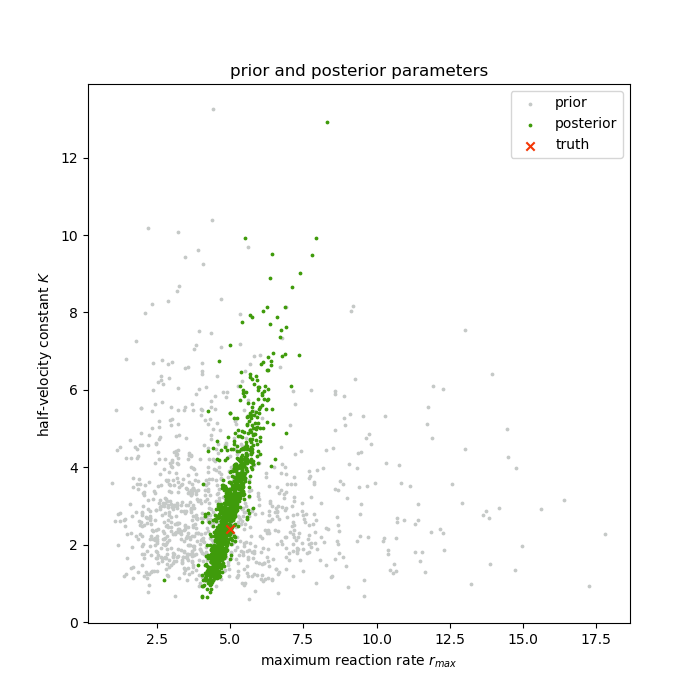 prior and posterior parameters
prior
posterior
truth
12
10
8
6
4
2
0
half-velocity constant K
2.5
5.0
7.5
10.0
12.5
15.0
17.5
maximum reaction rate r_max